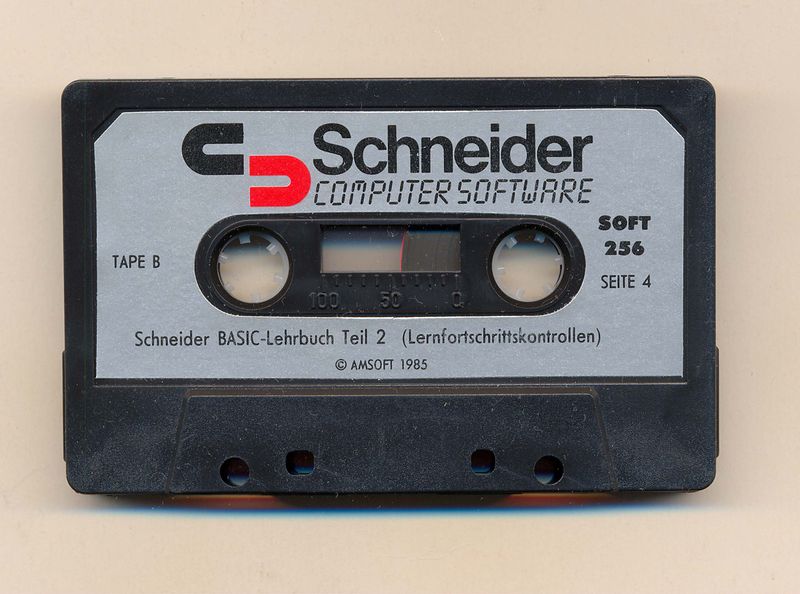 Schneider
COMPUTER SOFTWARE
SOFT
256
TAPE B
SEITE 4
100 50 0
Schneider BASIC-Lehrbuch Teil 2 (Lernfortschrittskontrollen)
© AMSOFT 1985